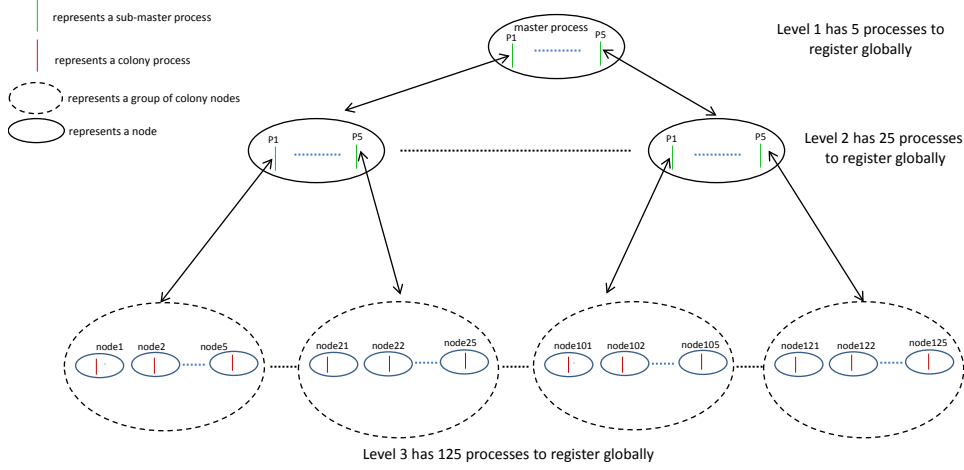 represents a sub-master process
represents a colony process
represents a group of colony nodes
represents a node
master process
P1
P5
Level 1 has 5 processes to
register globally
P1
P5
P1
P5
Level 2 has 25 processes
to register globally
node1
node2
node5
node21
node22
node25
node101
node102
node105
node121
node122
node125
Level 3 has 125 processes to register globally